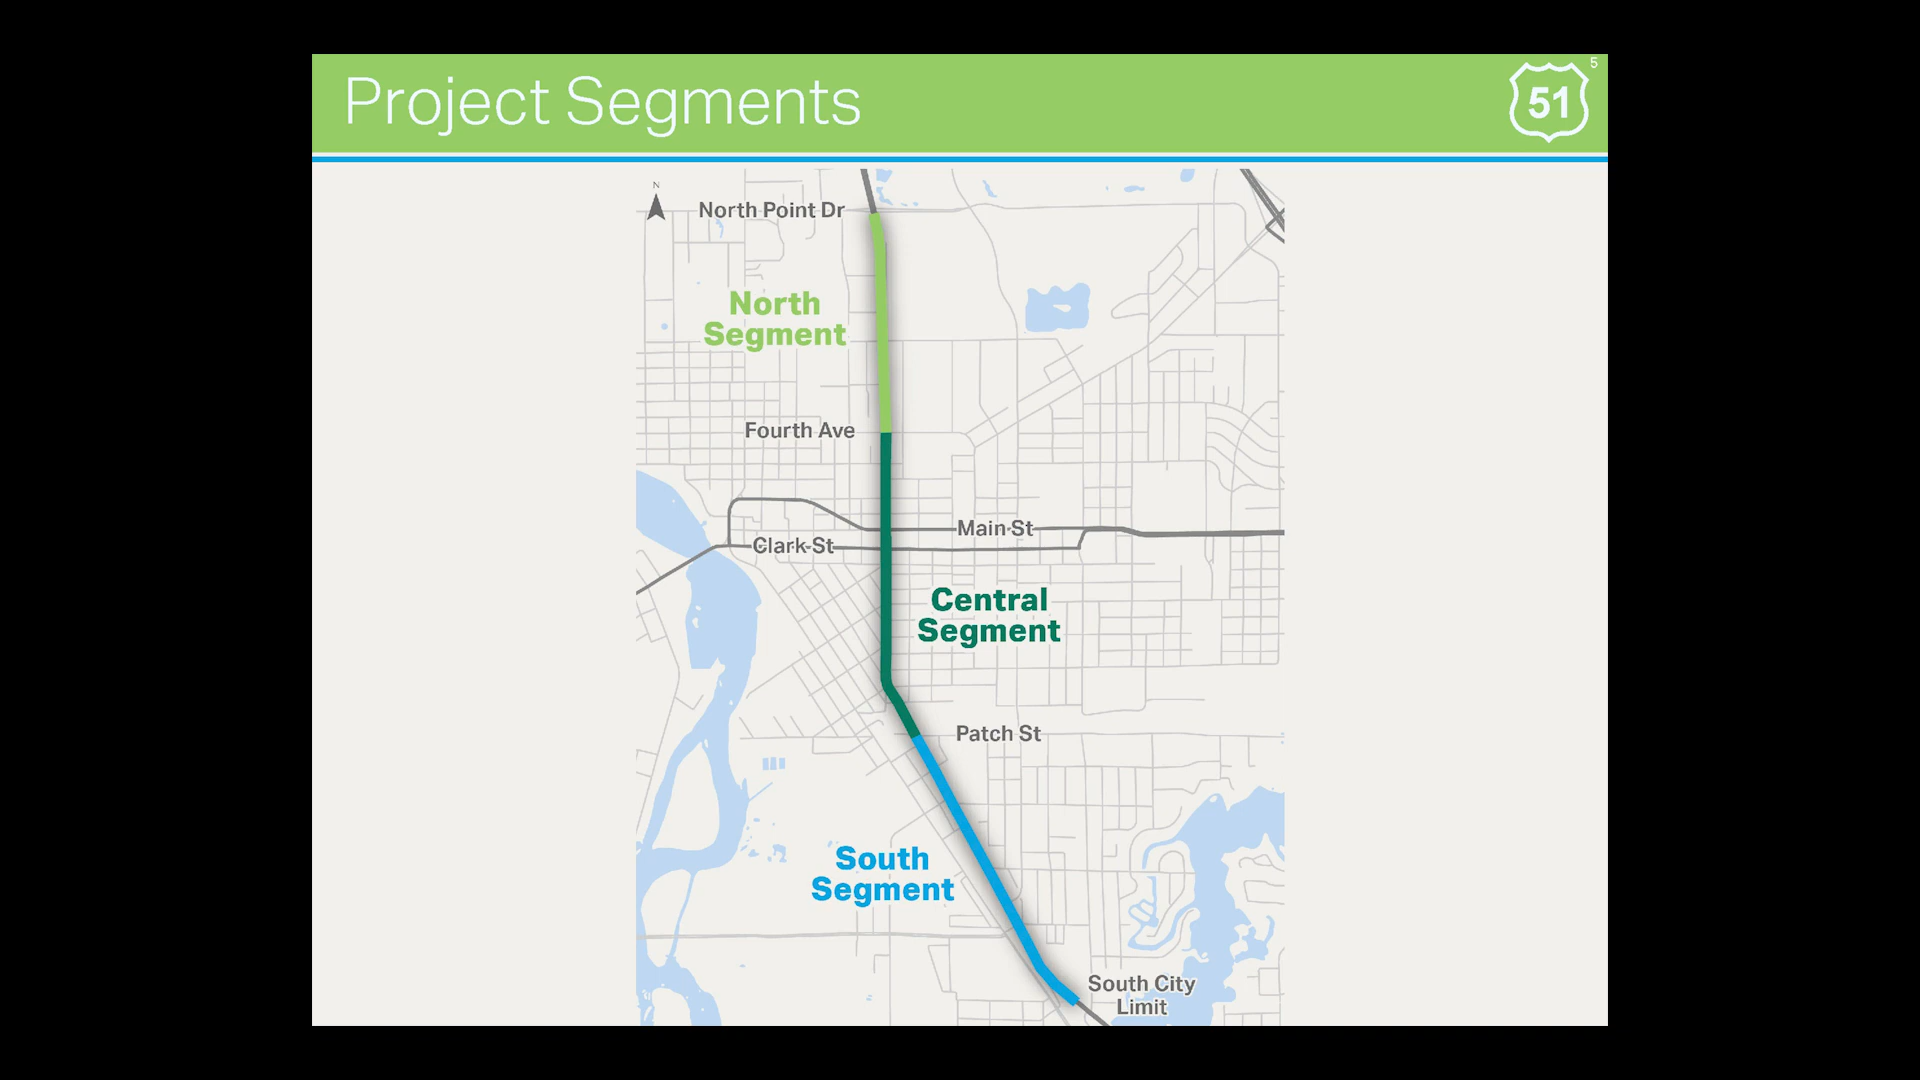 Project Segments
51
5
N
North Point Dr
North
Segment
Fourth Ave
Main St
Clark St
Central
Segment
Patch St
South
Segment
South City
Limit